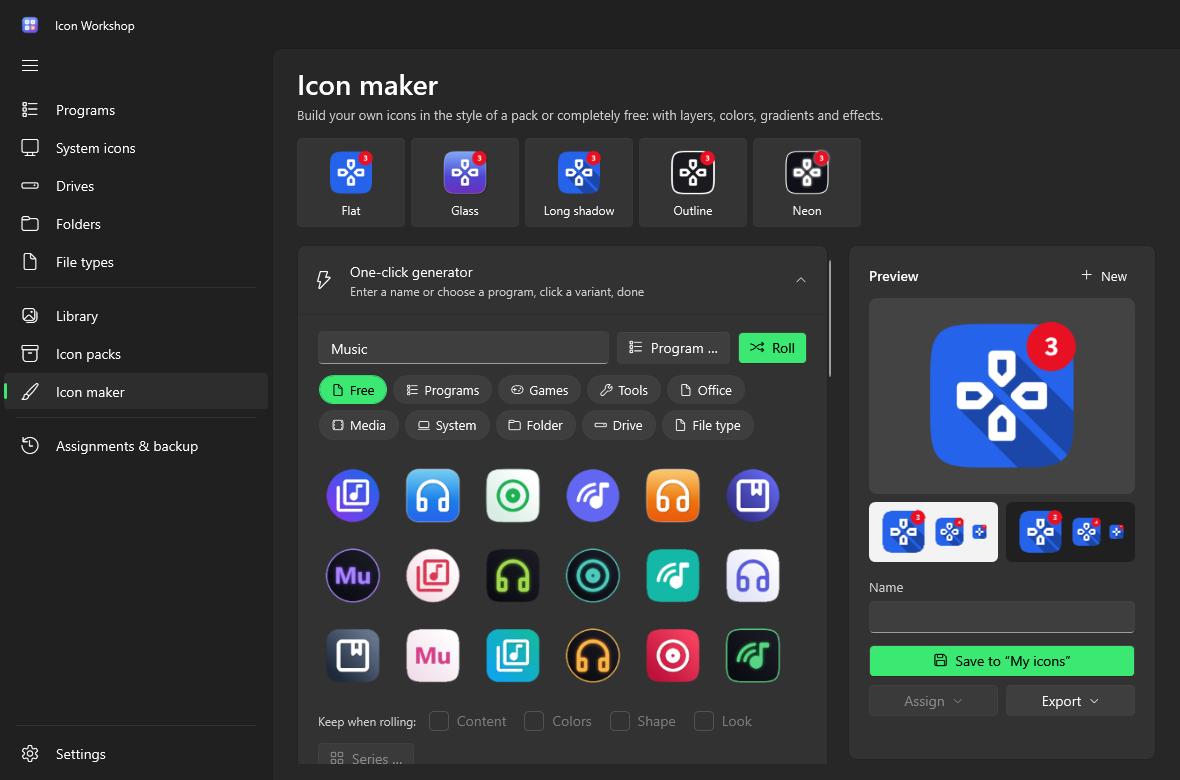 Icon Workshop
Programs
System icons
Drives
Folders
File types
Library
Icon packs
Icon maker
Assignments & backup
Settings
Icon maker
Build your own icons in the style of a pack or completely free: with layers, colors, gradients and effects.
3 3 3 3 3
Flat Glass Long shadow Outline Neon
One-click generator
Enter a name or choose a program, click a variant, done
Music Program ... Roll
Free Programs Games Tools Office
Media System Folder Drive File type
Mu
Mu
Keep when rolling: Content Colors Shape Look
Series ...
Preview New
3
3 3
Name
Save to “My icons”
Assign Export